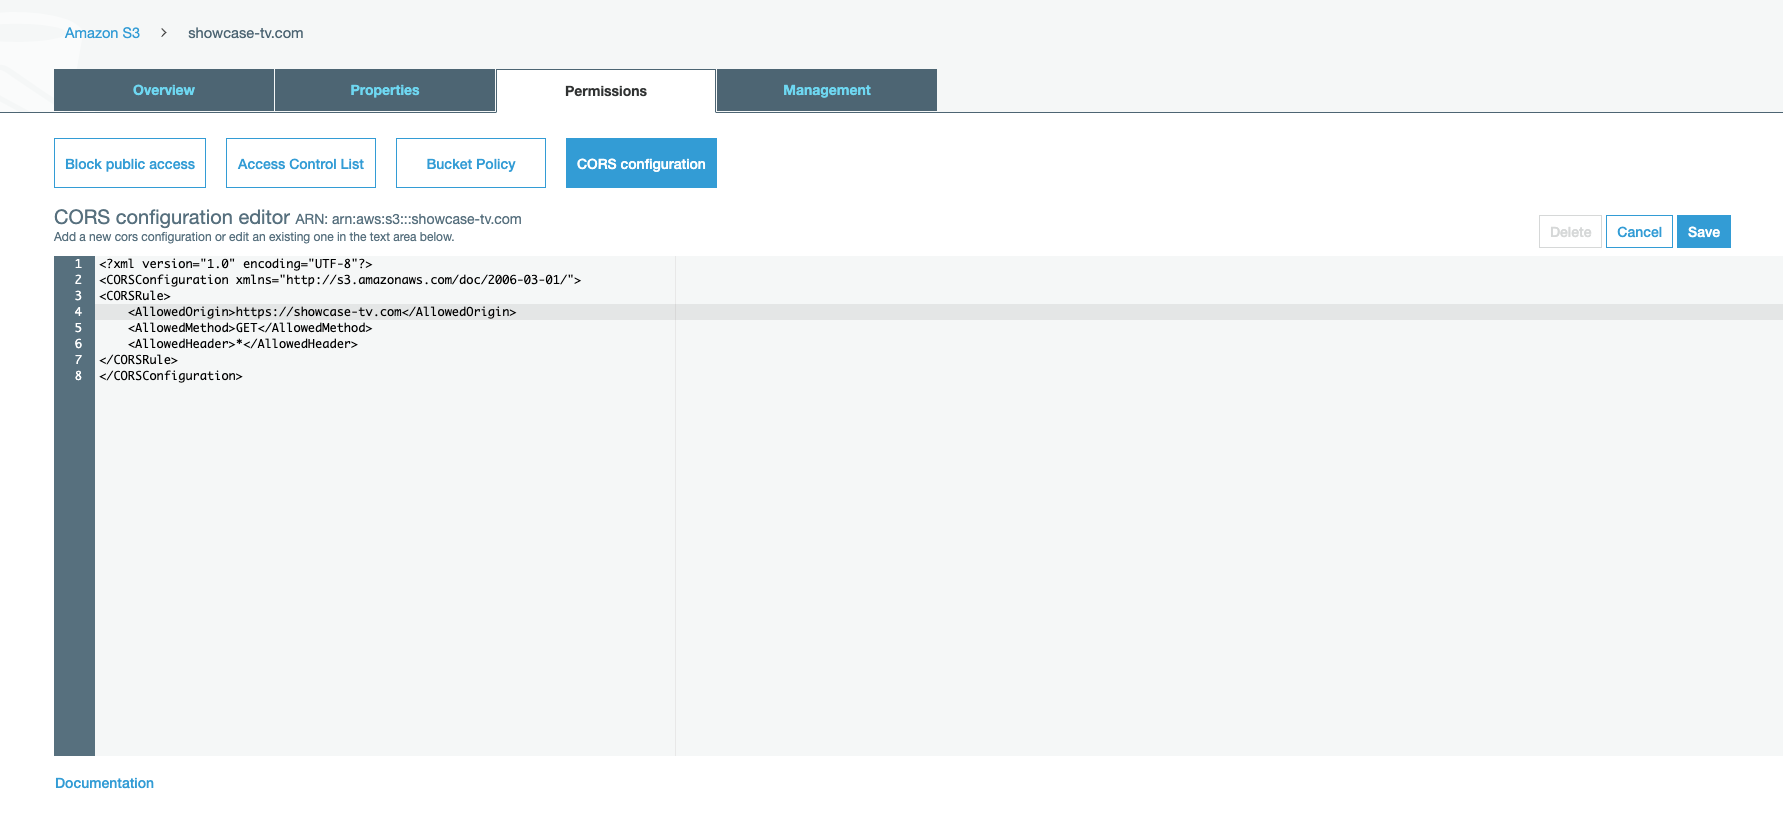 Amazon S3 > showcase-tv.com
Overview Properties Permissions Management
Block public access Access Control List Bucket Policy CORS configuration
CORS configuration editor ARN: arn:aws:s3:::showcase-tv.com
Add a new cors configuration or edit an existing one in the text area below.
Delete Cancel Save
1 <?xml version="1.0" encoding="UTF-8"?>
2 <CORSConfiguration xmlns="http://s3.amazonaws.com/doc/2006-03-01/">
3 <CORSRule>
4     <AllowedOrigin>https://showcase-tv.com</AllowedOrigin>
5     <AllowedMethod>GET</AllowedMethod>
6     <AllowedHeader>*</AllowedHeader>
7 </CORSRule>
8 </CORSConfiguration>
Documentation